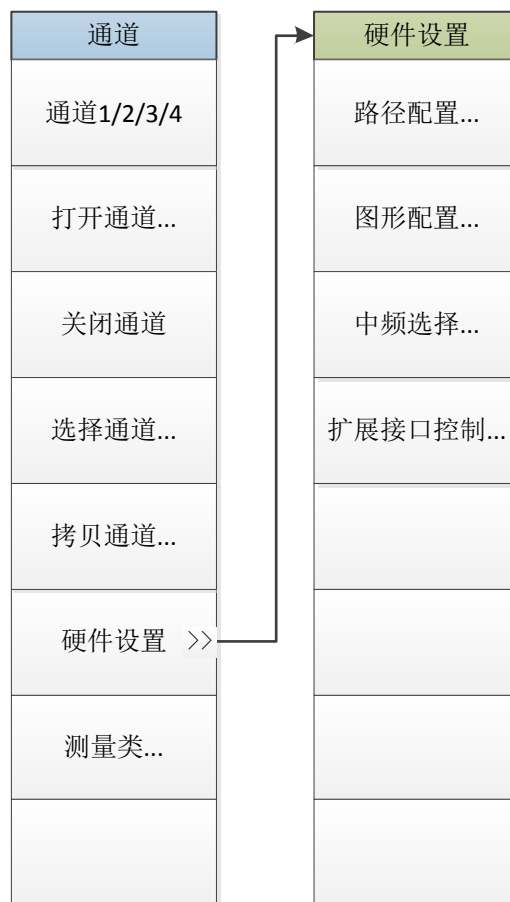 通道
通道1/2/3/4
打开通道...
关闭通道
选择通道...
拷贝通道...
硬件设置 >>
测量类...
硬件设置
路径配置...
图形配置...
中频选择...
扩展接口控制...